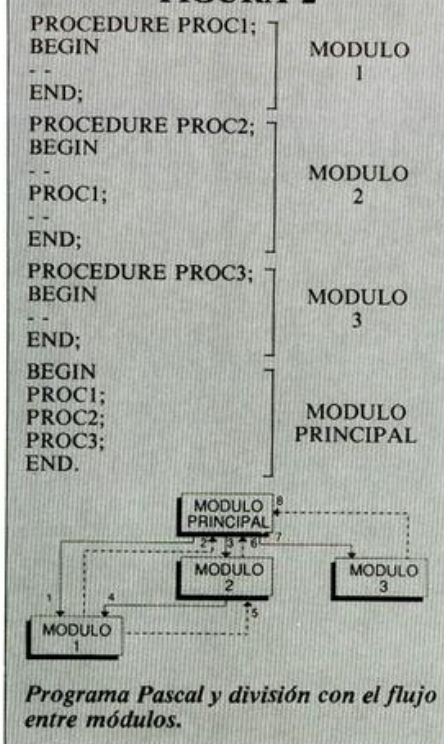 FIGURA 2
PROCEDURE PROC1;
BEGIN
- -
END;
MODULO
1
PROCEDURE PROC2;
BEGIN
- -
PROC1;
- -
END;
MODULO
2
PROCEDURE PROC3;
BEGIN
- -
END;
MODULO
3
BEGIN
PROC1;
PROC2;
PROC3;
END.
MODULO
PRINCIPAL
MODULO
PRINCIPAL
8
2 3 6 7
MODULO
2
MODULO
3
1 4 5
MODULO
1
Programa Pascal y división con el flujo
entre módulos.